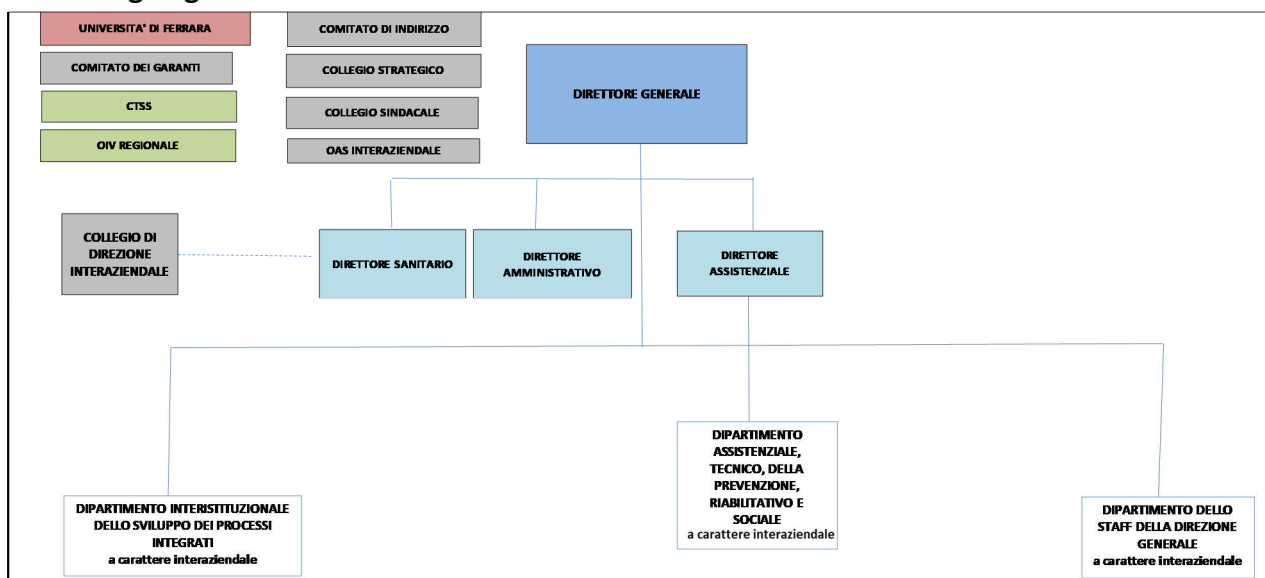 UNIVERSITA' DI FERRARA
COMITATO DEI GARANTI
CTSS
OIV REGIONALE
COMITATO DI INDIRIZZO
COLLEGIO STRATEGICO
COLLEGIO SINDACALE
OAS INTERAZIENDALE
DIRETTORE GENERALE
COLLEGIO DI
DIREZIONE
INTERAZIENDALE
DIRETTORE SANITARIO
DIRETTORE
AMMINISTRATIVO
DIRETTORE
ASSISTENZIALE
DIPARTIMENTO INTERISTITUZIONALE
DELLO SVILUPPO DEI PROCESSI
INTEGRATI
a carattere interaziendale
DIPARTIMENTO
ASSISTENZIALE,
TECNICO, DELLA
PREVENZIONE,
RIABILITATIVO E
SOCIALE
a carattere interaziendale
DIPARTIMENTO DELLO
STAFF DELLA DIREZIONE
GENERALE
a carattere interaziendale